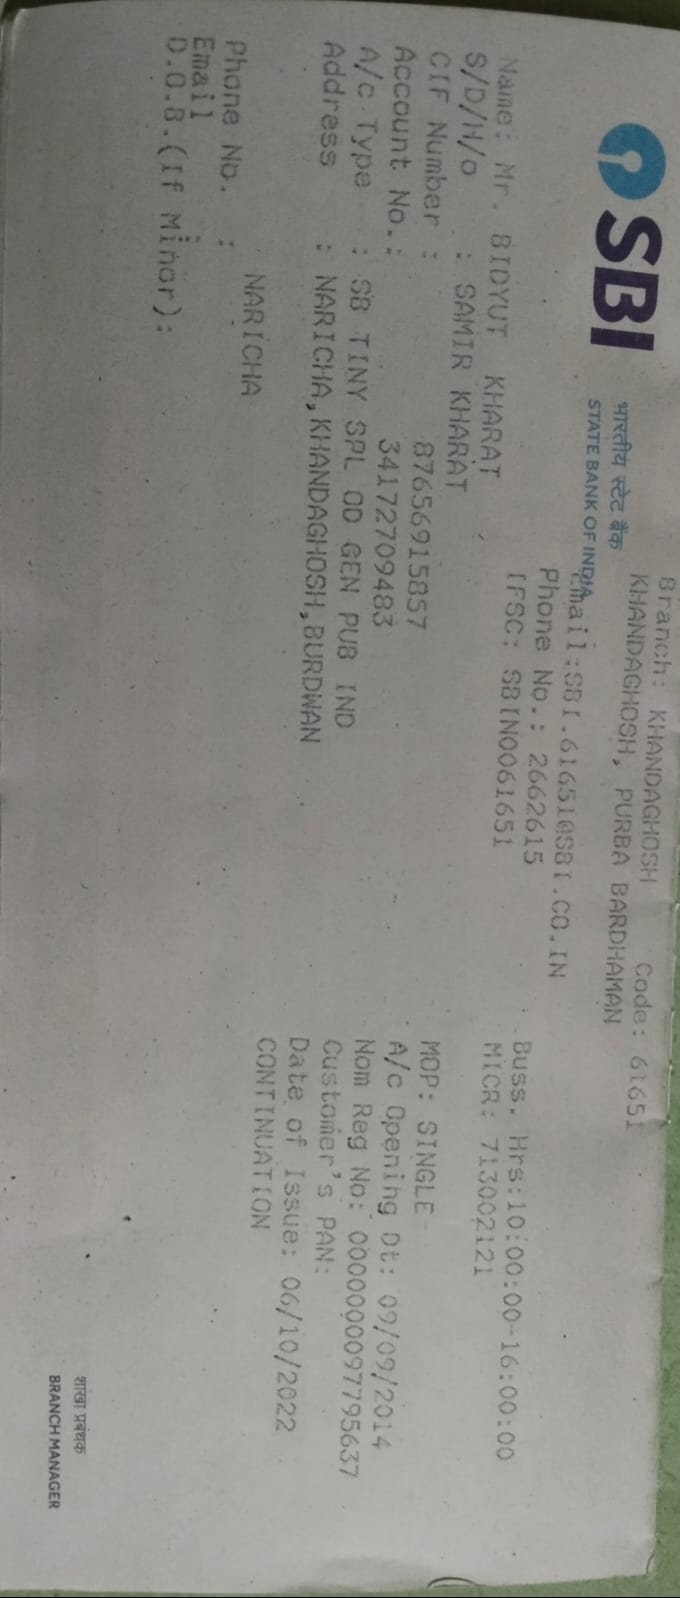 SBI
भारतीय स्टेट बैंक
STATE BANK OF INDIA
Branch: KHANDAGHOSH Code: 61651
KHANDAGHOSH, PURBA BARDHAMAN
Email:SBI.61651@SBI.CO.IN
Phone No.: 2662615
IFSC: SBIN0061651
Buss. Hrs:10:00:00-16:00:00
MICR: 713002121
Name: Mr. BIDYUT KHARAT
S/D/H/o : SAMIR KHARAT
CIF Number : 87656915857
Account No.: 34172709483
A/c Type : SB TINY SPL OD GEN PUB IND
Address : NARICHA,KHANDAGHOSH,BURDWAN
NARICHA
Phone No. :
Email :
D.O.B.(If Minor):
MOP: SINGLE
A/c Opening Dt: 09/09/2014
Nom Reg No: 0000000097795637
Customer's PAN:
Date of Issue: 06/10/2022
CONTINUATION
शाखा प्रबंधक
BRANCH MANAGER